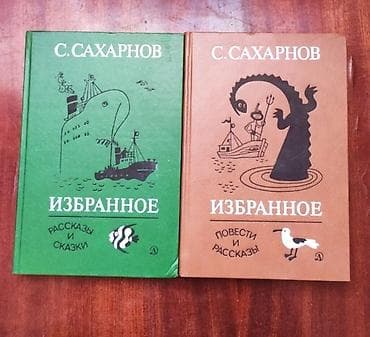 С. САХАРНОВ
ИЗБРАННОЕ
РАССКАЗЫ
И
СКАЗКИ
С. САХАРНОВ
ИЗБРАННОЕ
ПОВЕСТИ
И
РАССКАЗЫ